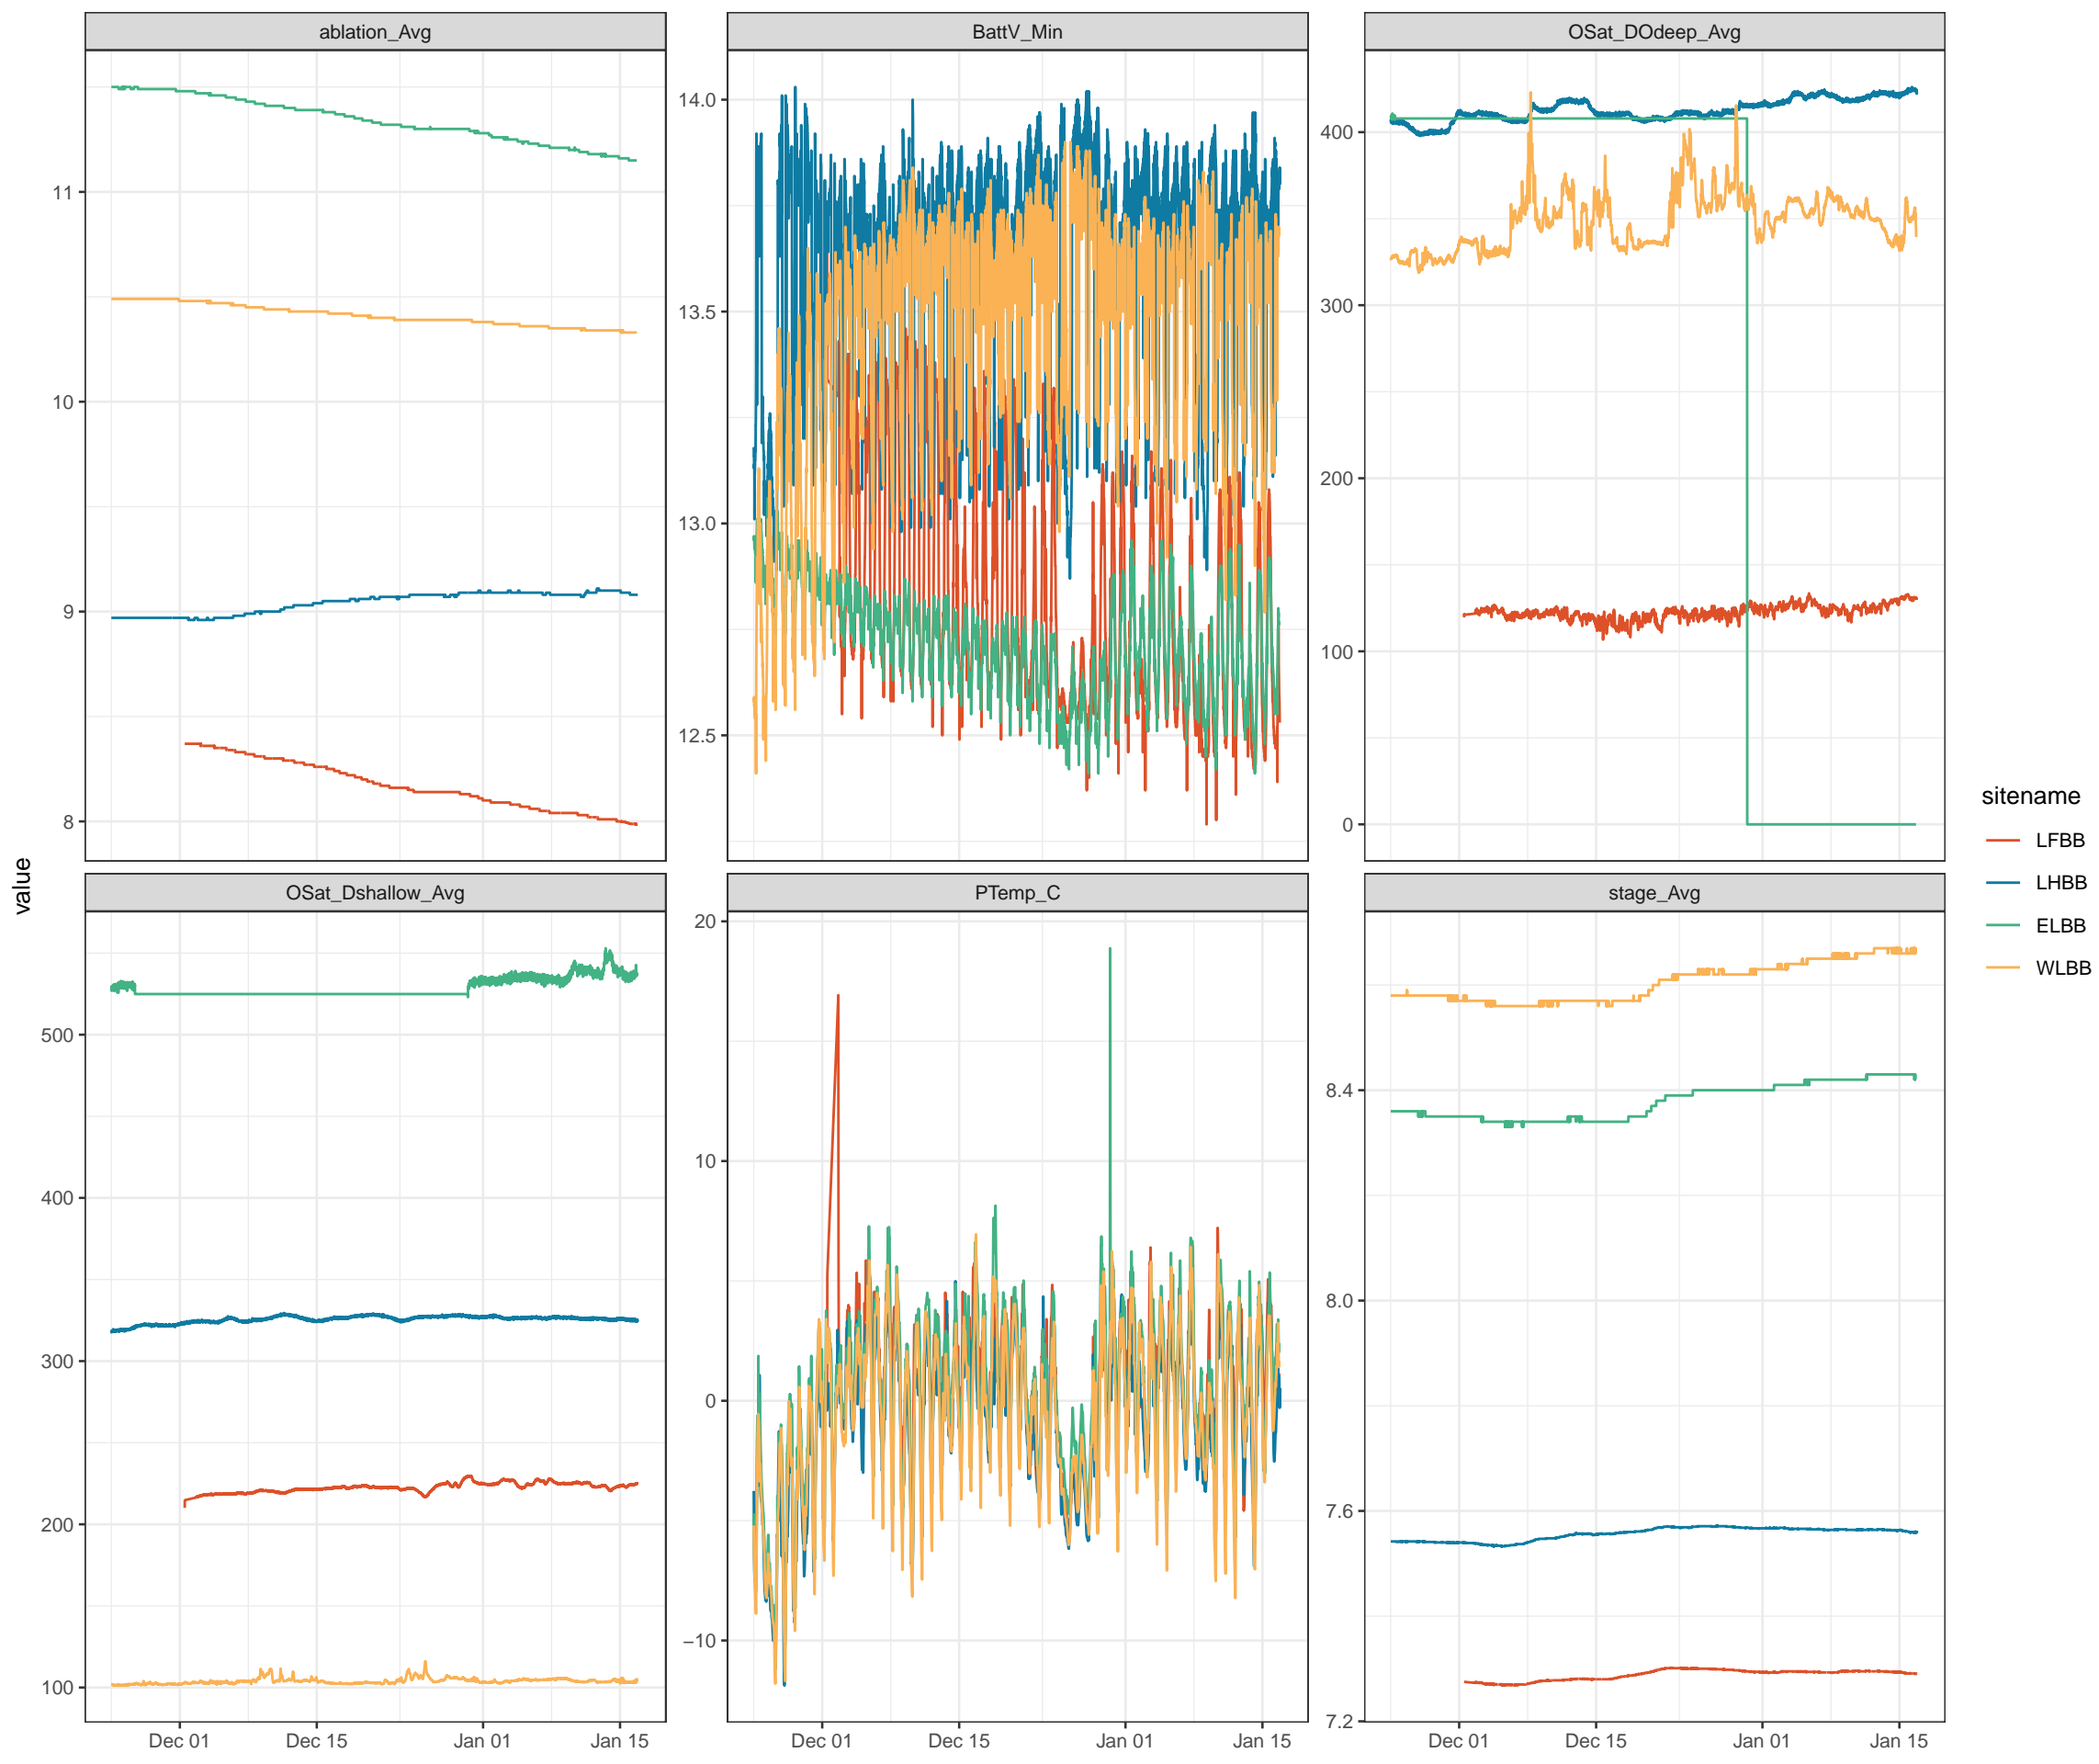 ablation_Avg
BattV_Min
OSat_DOdeep_Avg
11
10
9
8
14.0
13.5
13.0
12.5
400
300
200
100
0
value
OSat_Dshallow_Avg
PTemp_C
stage_Avg
500
400
300
200
100
20
10
0
−10
8.4
8.0
7.6
7.2
Dec 01 Dec 15 Jan 01 Jan 15
Dec 01 Dec 15 Jan 01 Jan 15
Dec 01 Dec 15 Jan 01 Jan 15
sitename
LFBB
LHBB
ELBB
WLBB